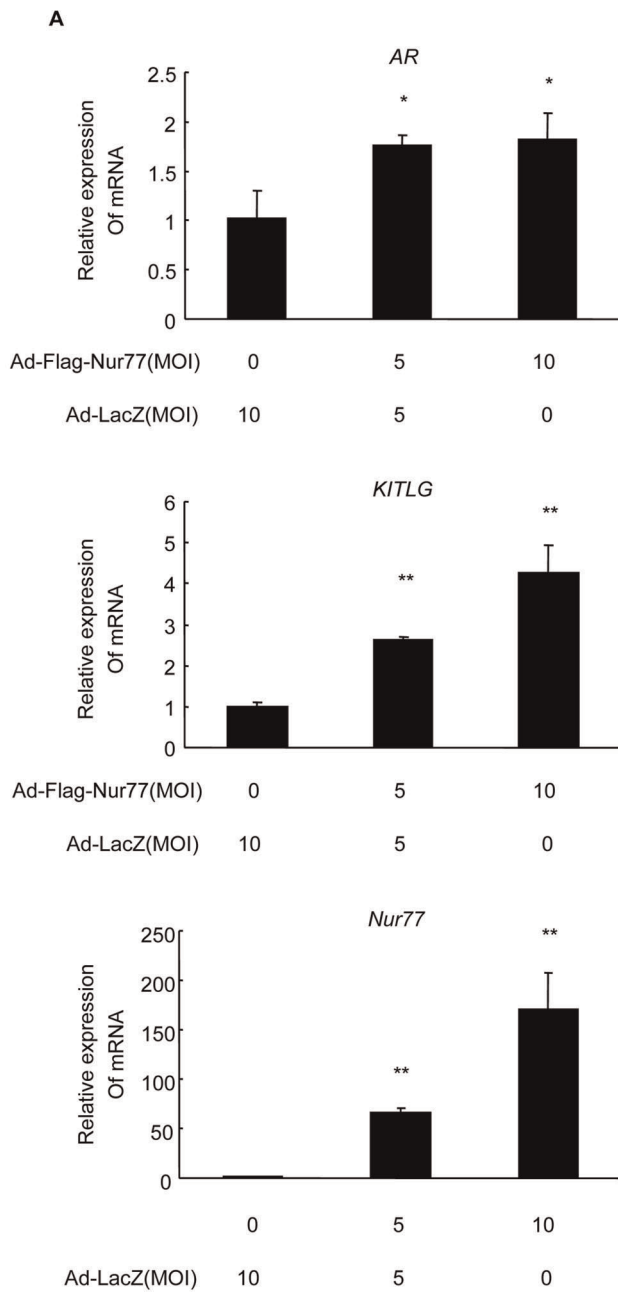 A
AR
Relative expression
Of mRNA
2.5
2
1.5
1
0.5
0
*
*
Ad-Flag-Nur77(MOI) 0 5 10
Ad-LacZ(MOI) 10 5 0
KITLG
Relative expression
Of mRNA
6
5
4
3
2
1
0
**
**
Ad-Flag-Nur77(MOI) 0 5 10
Ad-LacZ(MOI) 10 5 0
Nur77
Relative expression
Of mRNA
250
200
150
100
50
0
**
**
0 5 10
Ad-LacZ(MOI) 10 5 0